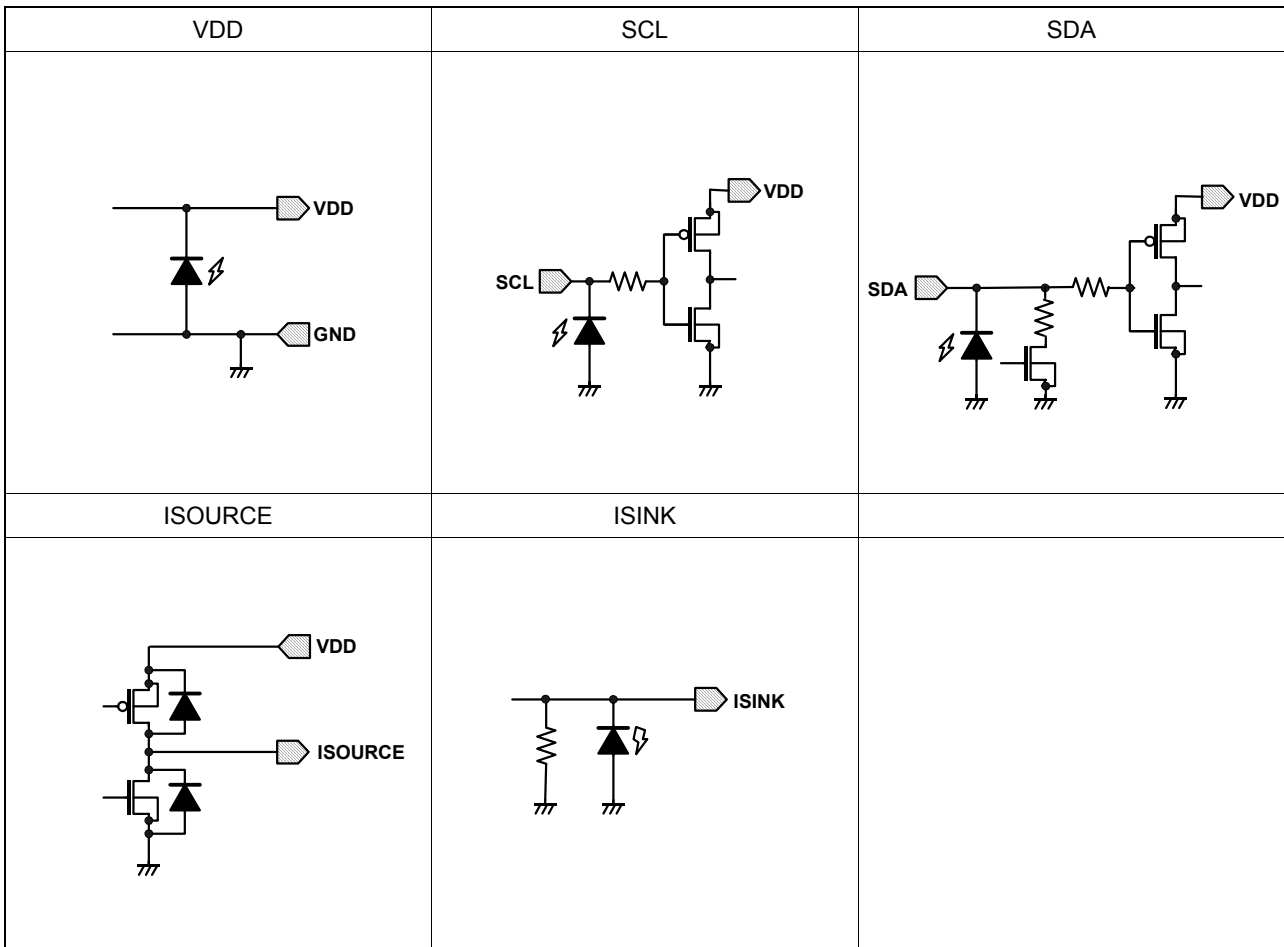 VDD
SCL
SDA
VDD
GND
SCL
VDD
SDA
VDD
ISOURCE
ISINK
VDD
ISOURCE
ISINK